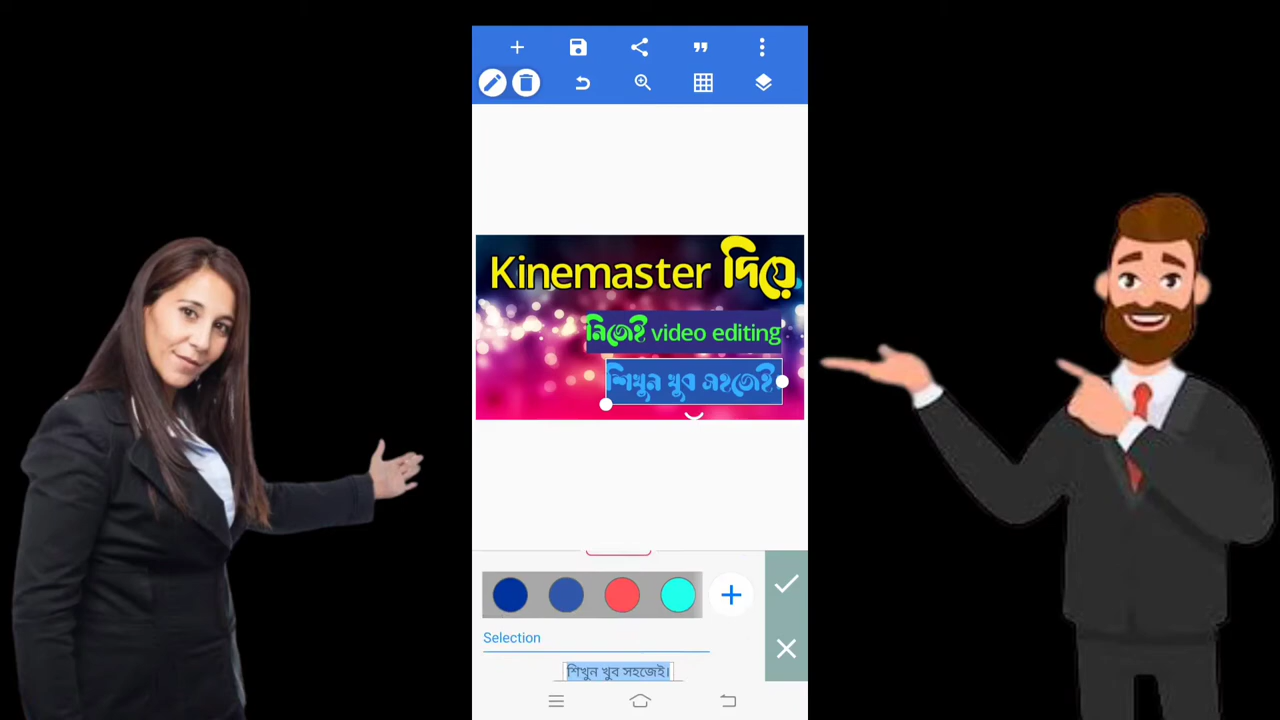 Kinemaster দিয়ে
নিজেই video editing
শিখুন খুব সহজেই।
Selection
শিখুন খুব সহজেই।